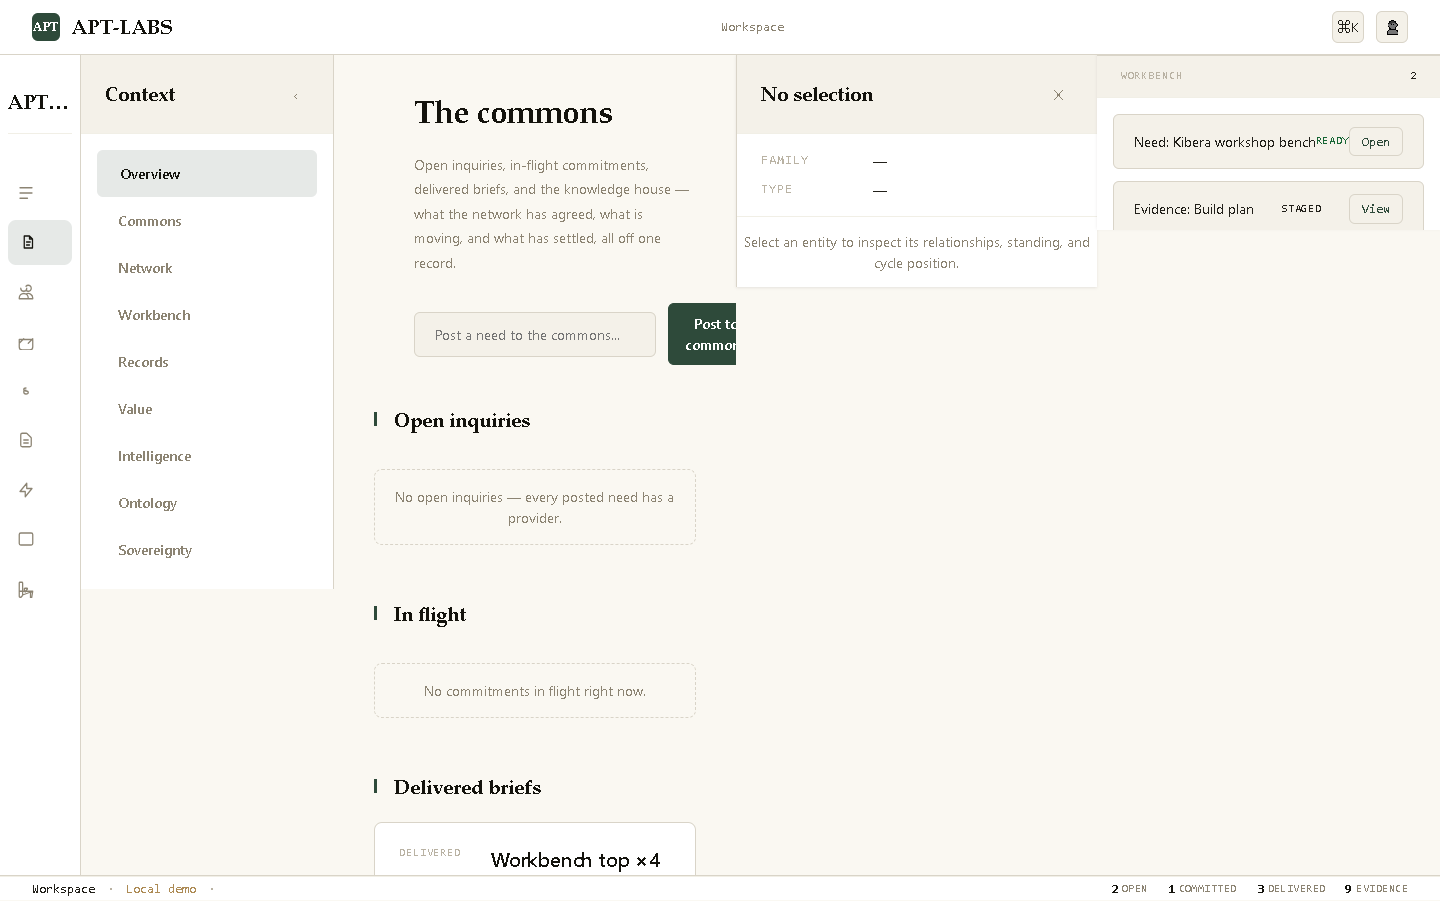 APT APT-LABS
Workspace
⌘K
APT...
Context
‹
Overview
Commons
Network
Workbench
Records
Value
Intelligence
Ontology
Sovereignty
The commons
Open inquiries, in-flight commitments,
delivered briefs, and the knowledge house —
what the network has agreed, what is
moving, and what has settled, all off one
record.
Post a need to the commons...
Post to
common
Open inquiries
No open inquiries — every posted need has a
provider.
In flight
No commitments in flight right now.
Delivered briefs
DELIVERED Workbench top ×4
No selection
FAMILY —
TYPE —
Select an entity to inspect its relationships, standing, and
cycle position.
WORKBENCH 2
Need: Kibera workshop bench READY Open
Evidence: Build plan STAGED View
Workspace · Local demo ·
2 OPEN 1 COMMITTED 3 DELIVERED 9 EVIDENCE